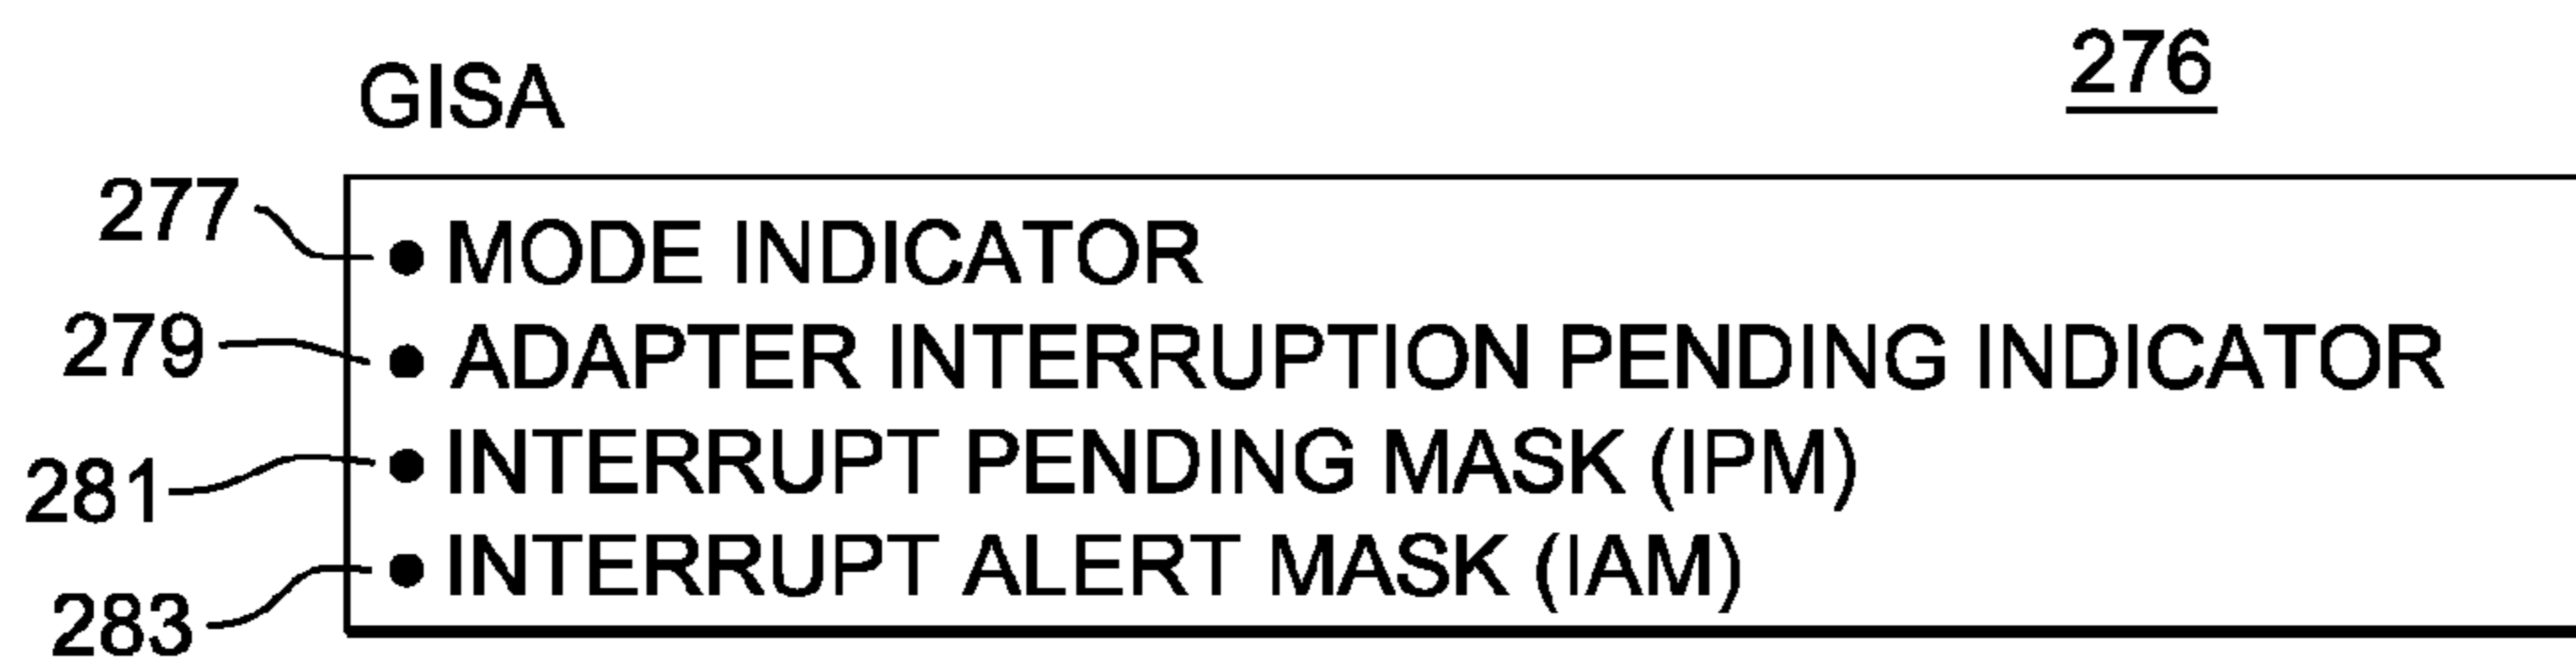 276
GISA
277 • MODE INDICATOR
279 • ADAPTER INTERRUPTION PENDING INDICATOR
281 • INTERRUPT PENDING MASK (IPM)
283 • INTERRUPT ALERT MASK (IAM)